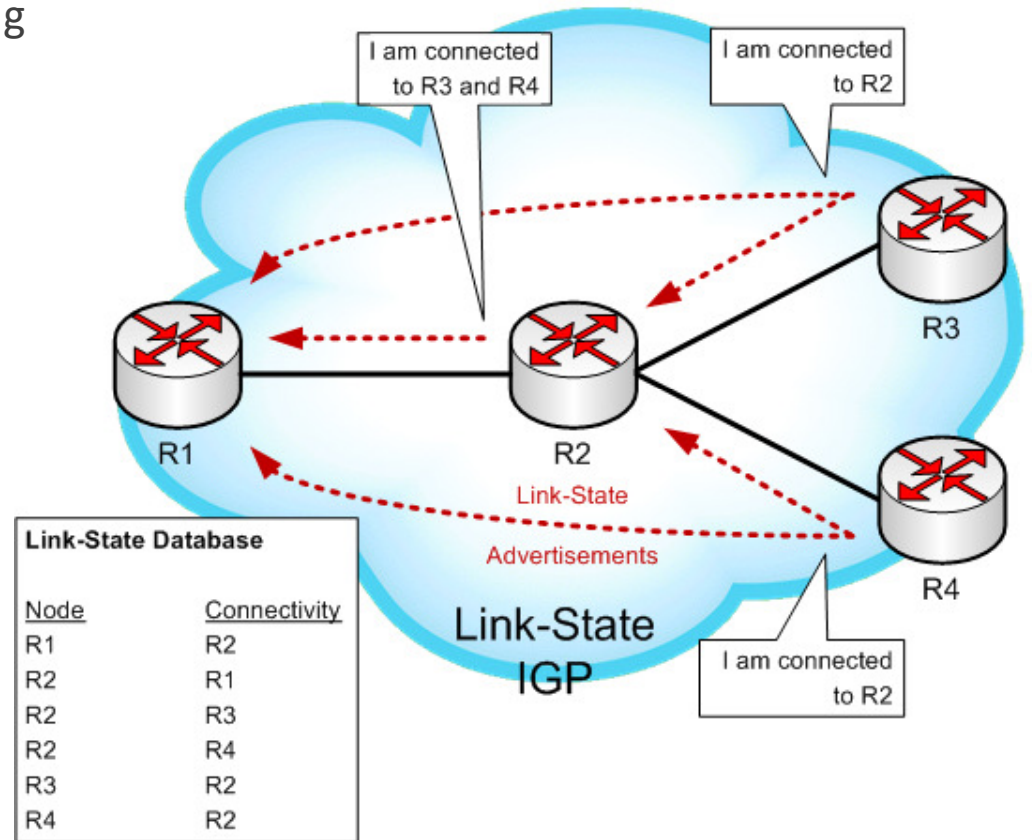 g
I am connected
to R3 and R4
I am connected
to R2
R3
R1
R2
Link-State
Advertisements
R4
Link-State
IGP
I am connected
to R2
Link-State Database
Node Connectivity
R1 R2
R2 R1
R2 R3
R2 R4
R3 R2
R4 R2